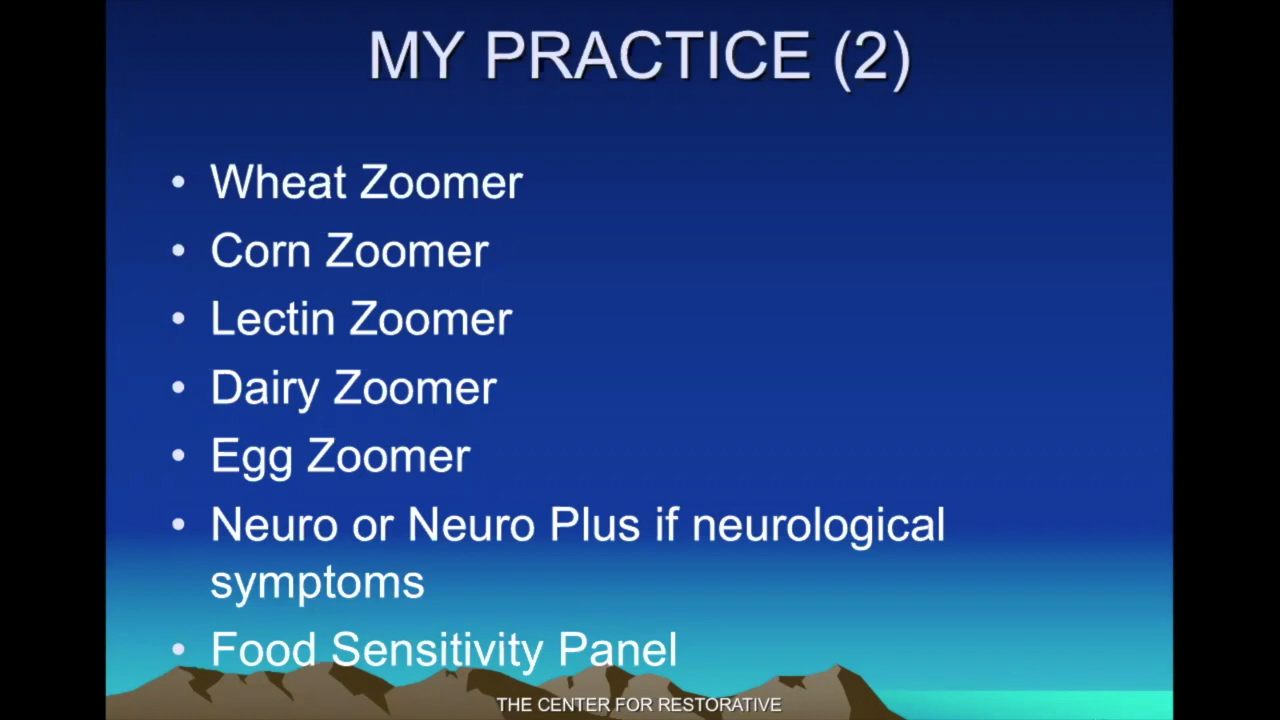 MY PRACTICE (2)
• Wheat Zoomer
• Corn Zoomer
• Lectin Zoomer
• Dairy Zoomer
• Egg Zoomer
• Neuro or Neuro Plus if neurological
symptoms
• Food Sensitivity Panel
THE CENTER FOR RESTORATIVE